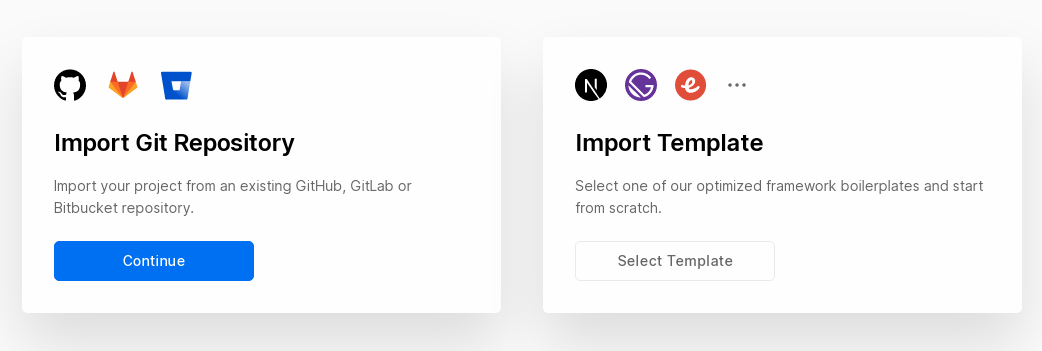 Import Git Repository
Import your project from an existing GitHub, GitLab or
Bitbucket repository.
Continue
Import Template
Select one of our optimized framework boilerplates and start
from scratch.
Select Template